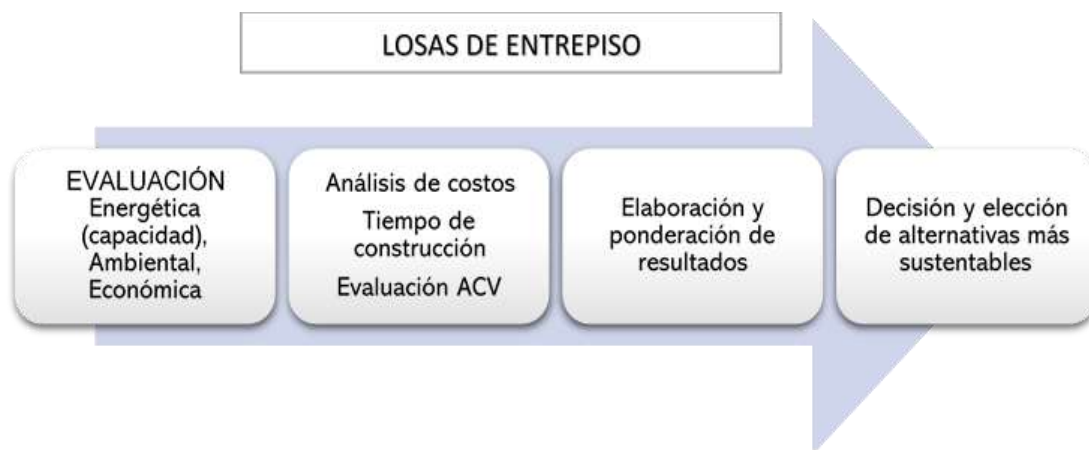 LOSAS DE ENTREPISO
EVALUACIÓN
Energética
(capacidad),
Ambiental,
Económica
Análisis de costos
Tiempo de
construcción
Evaluación ACV
Elaboración y
ponderación de
resultados
Decisión y elección
de alternativas más
sustentables